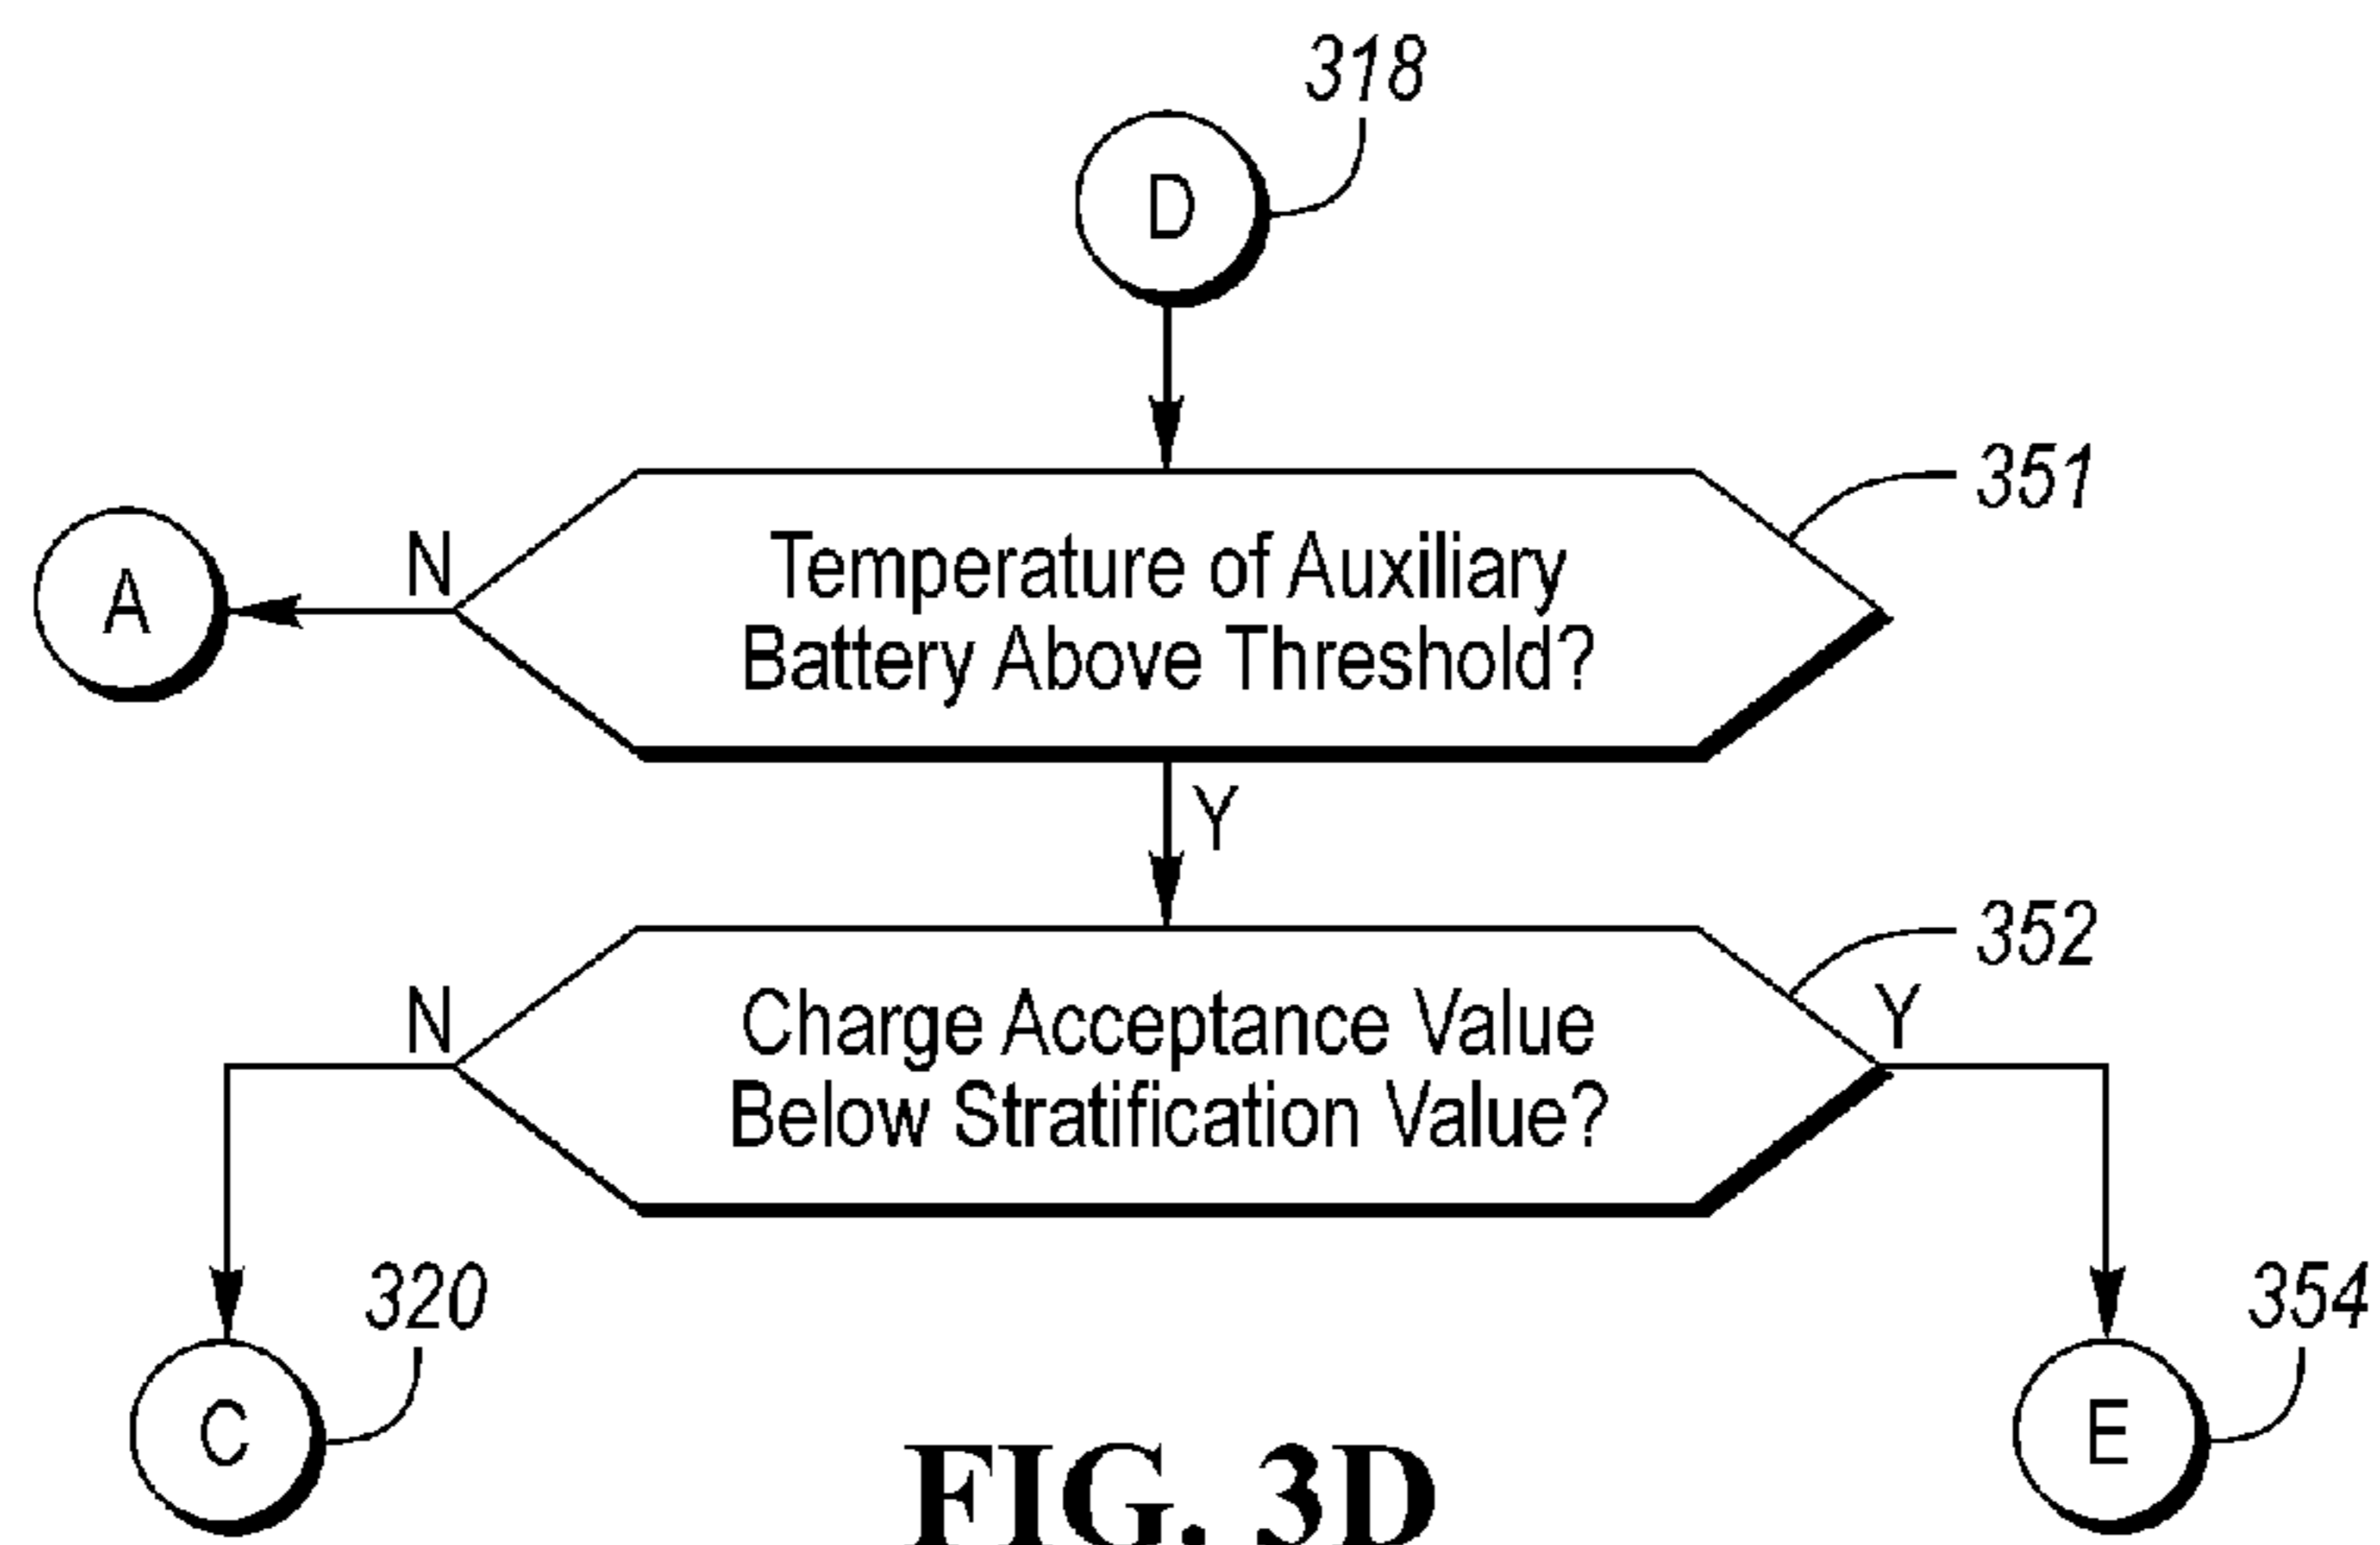 318
D
351
N
A
Temperature of Auxiliary
Battery Above Threshold?
Y
352
N
Y
Charge Acceptance Value
Below Stratification Value?
320
354
C
E
FIG. 3D